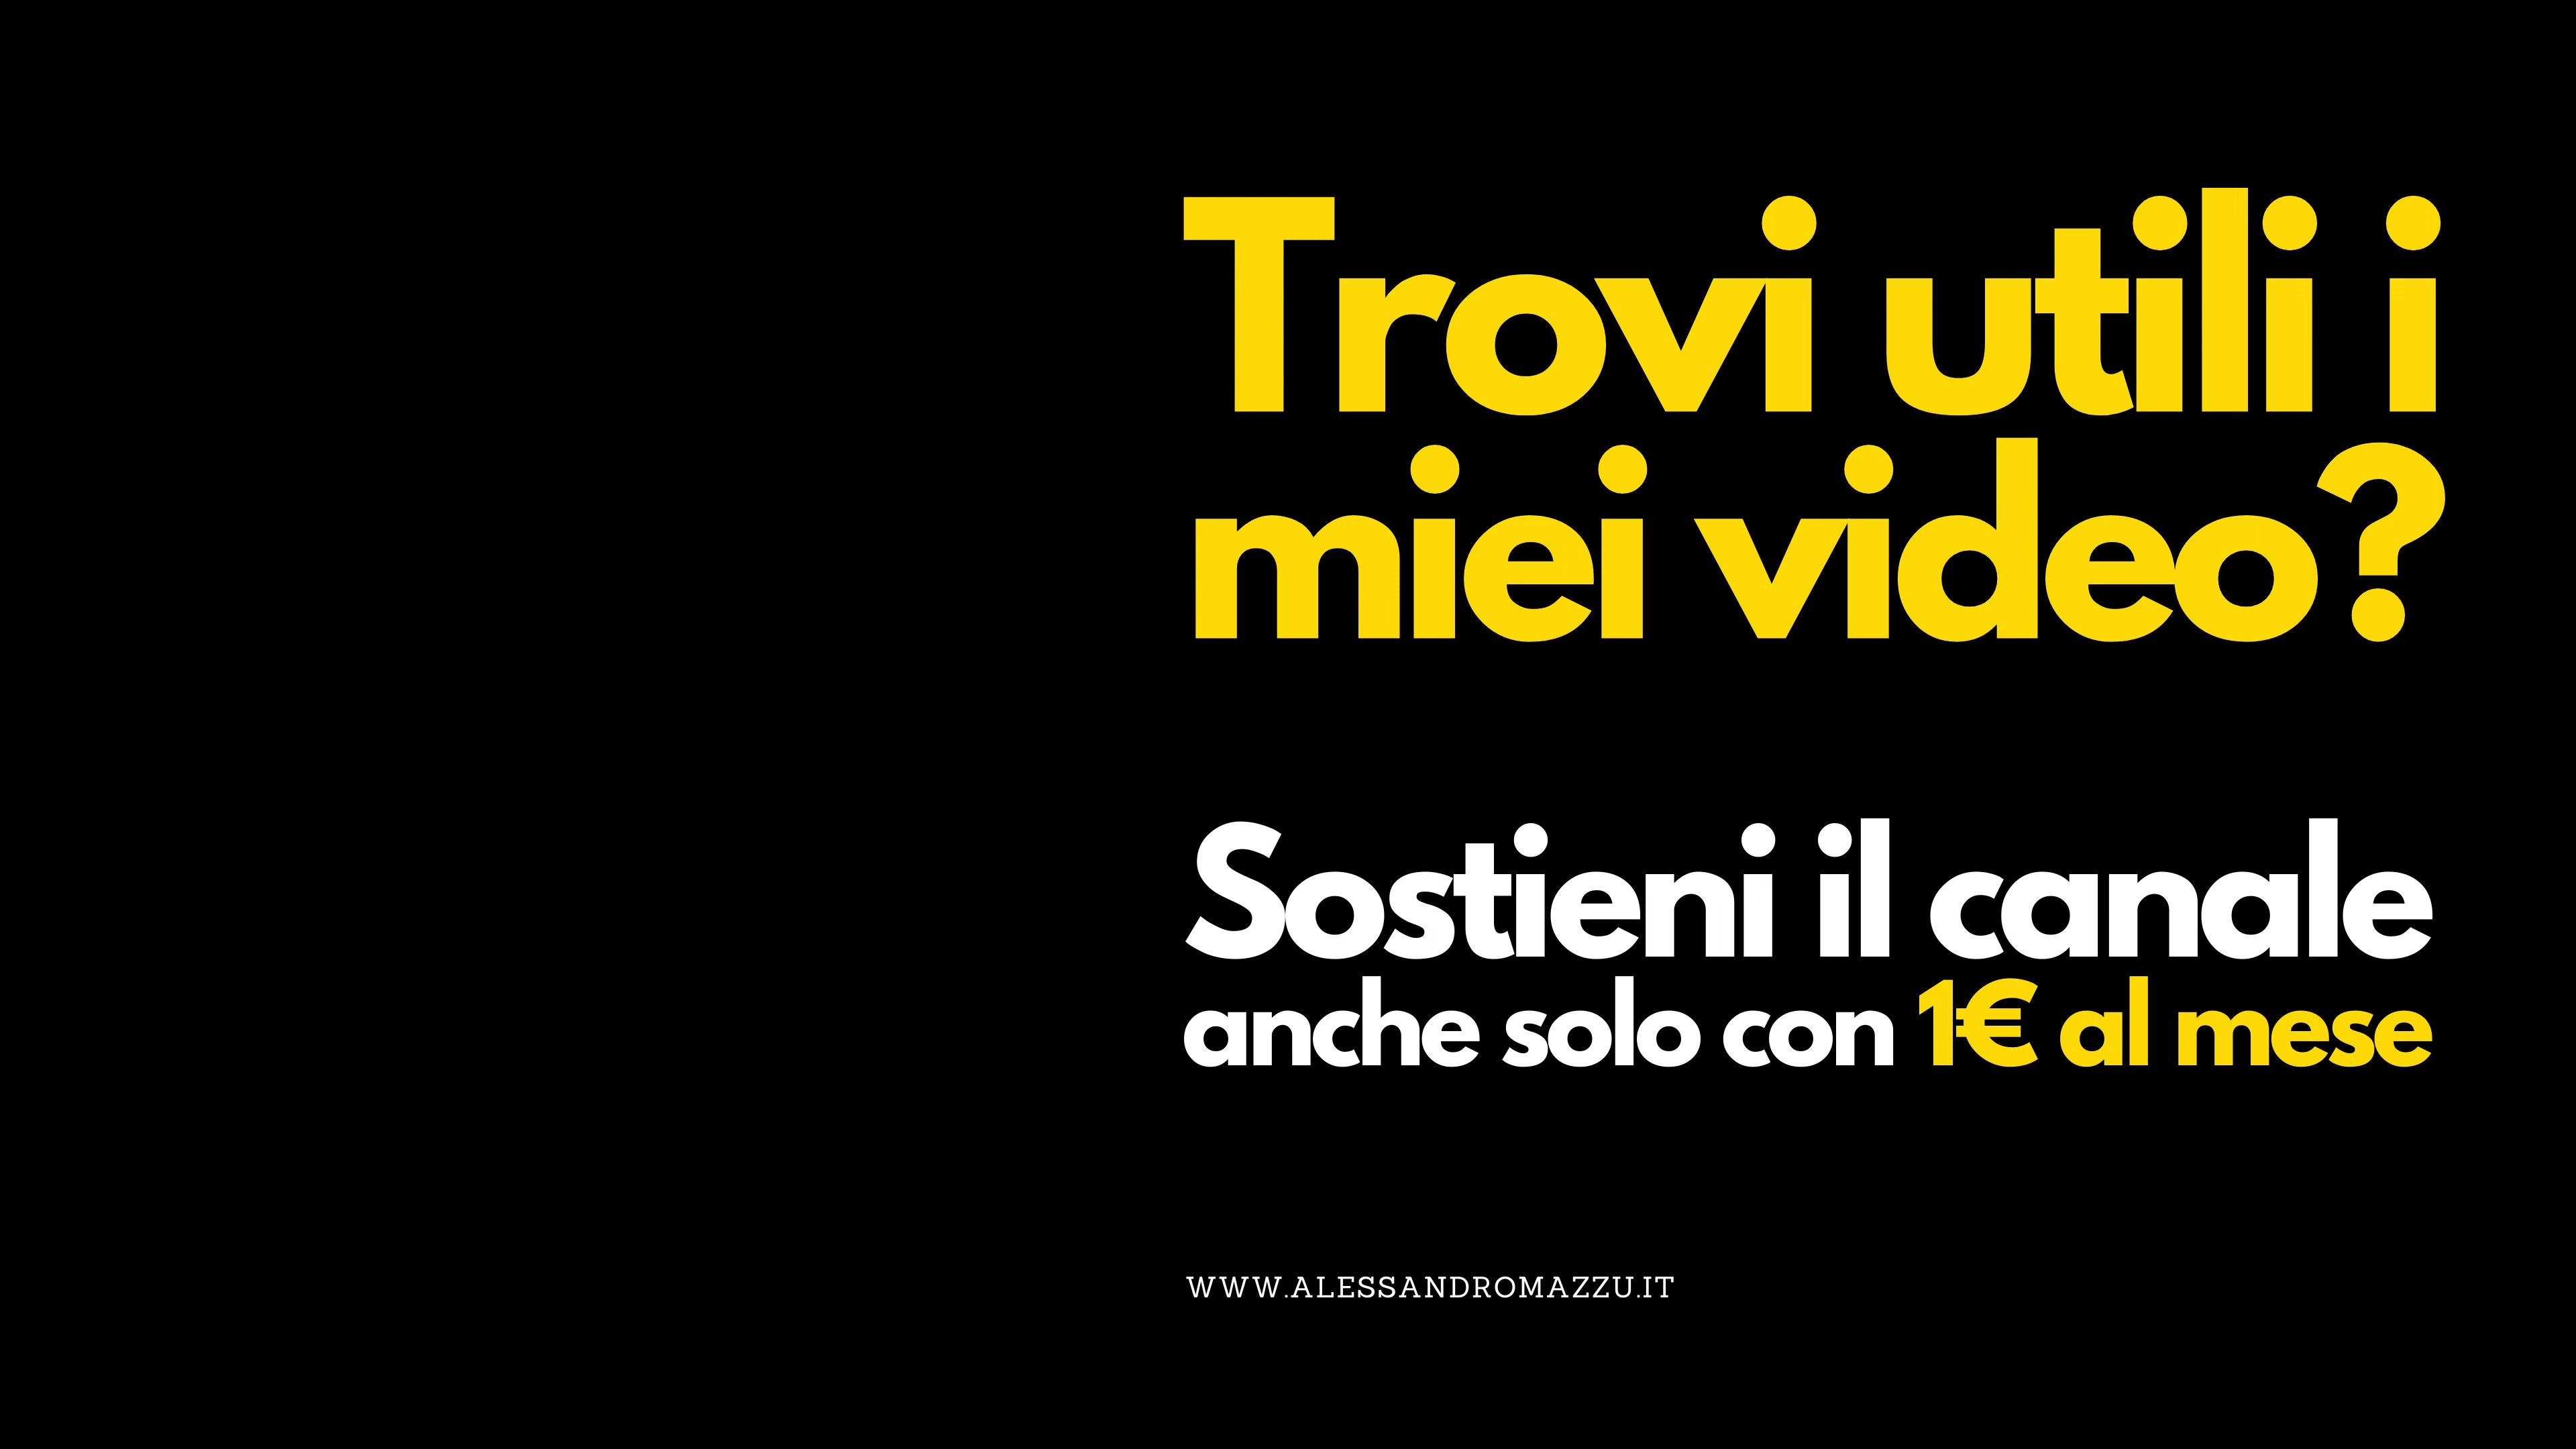 Trovi utili i
miei video?
Sostieni il canale
anche solo con 1€ al mese
WWW.ALESSANDROMAZZU.IT